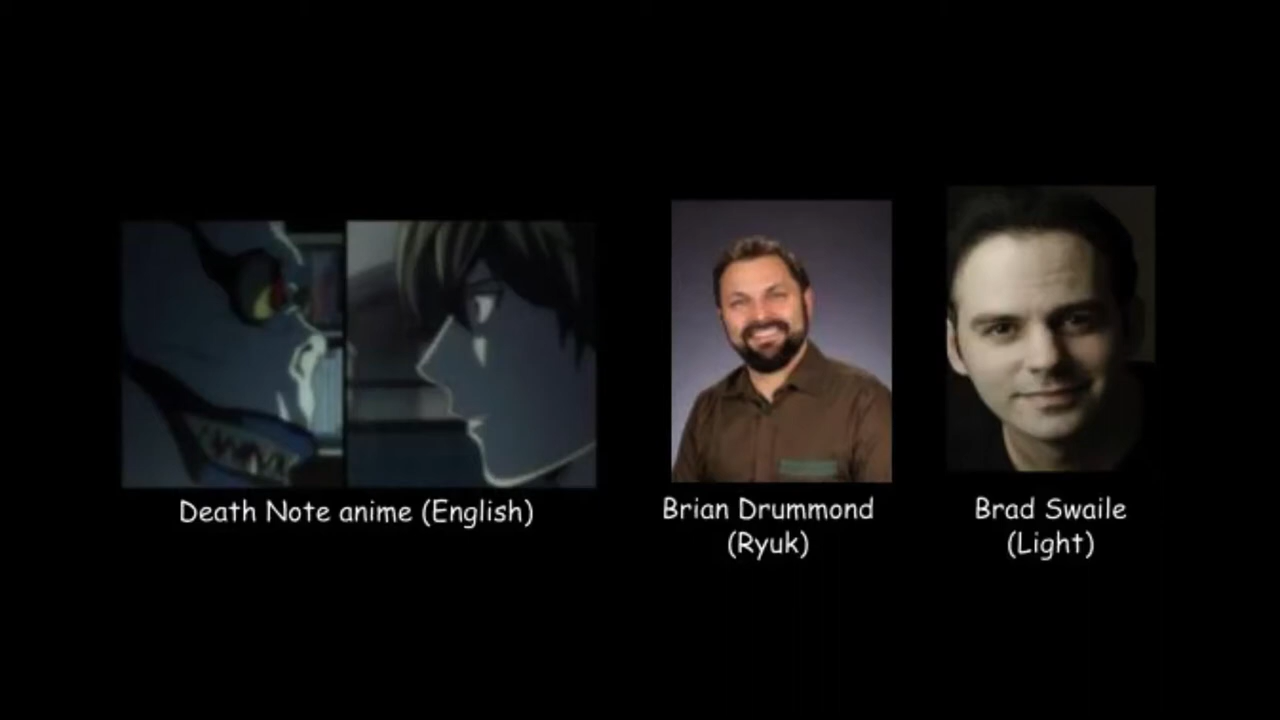 Death Note anime (English)
Brian Drummond
(Ryuk)
Brad Swaile
(Light)